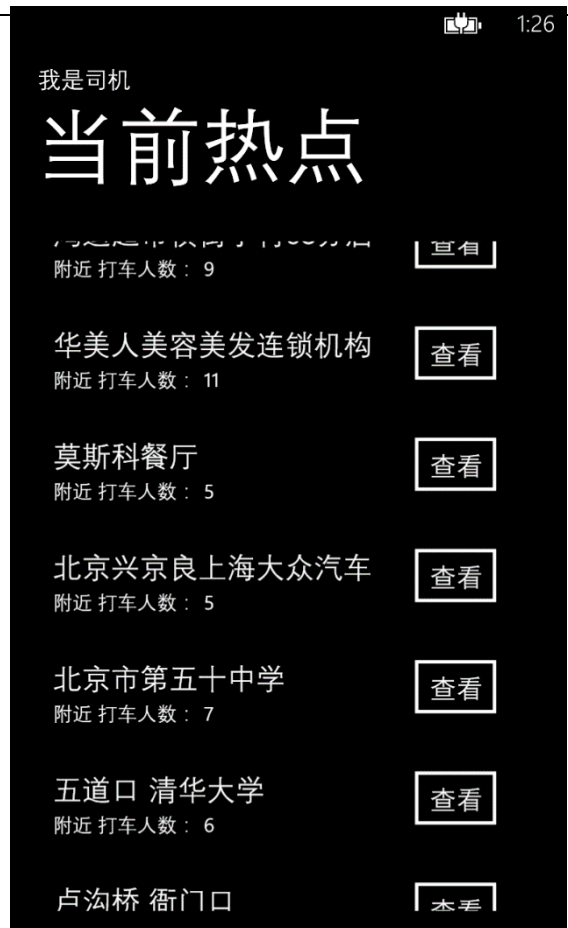 1:26
我是司机
当前热点
查看
附近 打车人数： 9
华美人美容美发连锁机构
查看
附近 打车人数： 11
莫斯科餐厅
查看
附近 打车人数： 5
北京兴京良上海大众汽车
查看
附近 打车人数： 5
北京市第五十中学
查看
附近 打车人数： 7
五道口 清华大学
查看
附近 打车人数： 6
卢沟桥 衙门口
查看